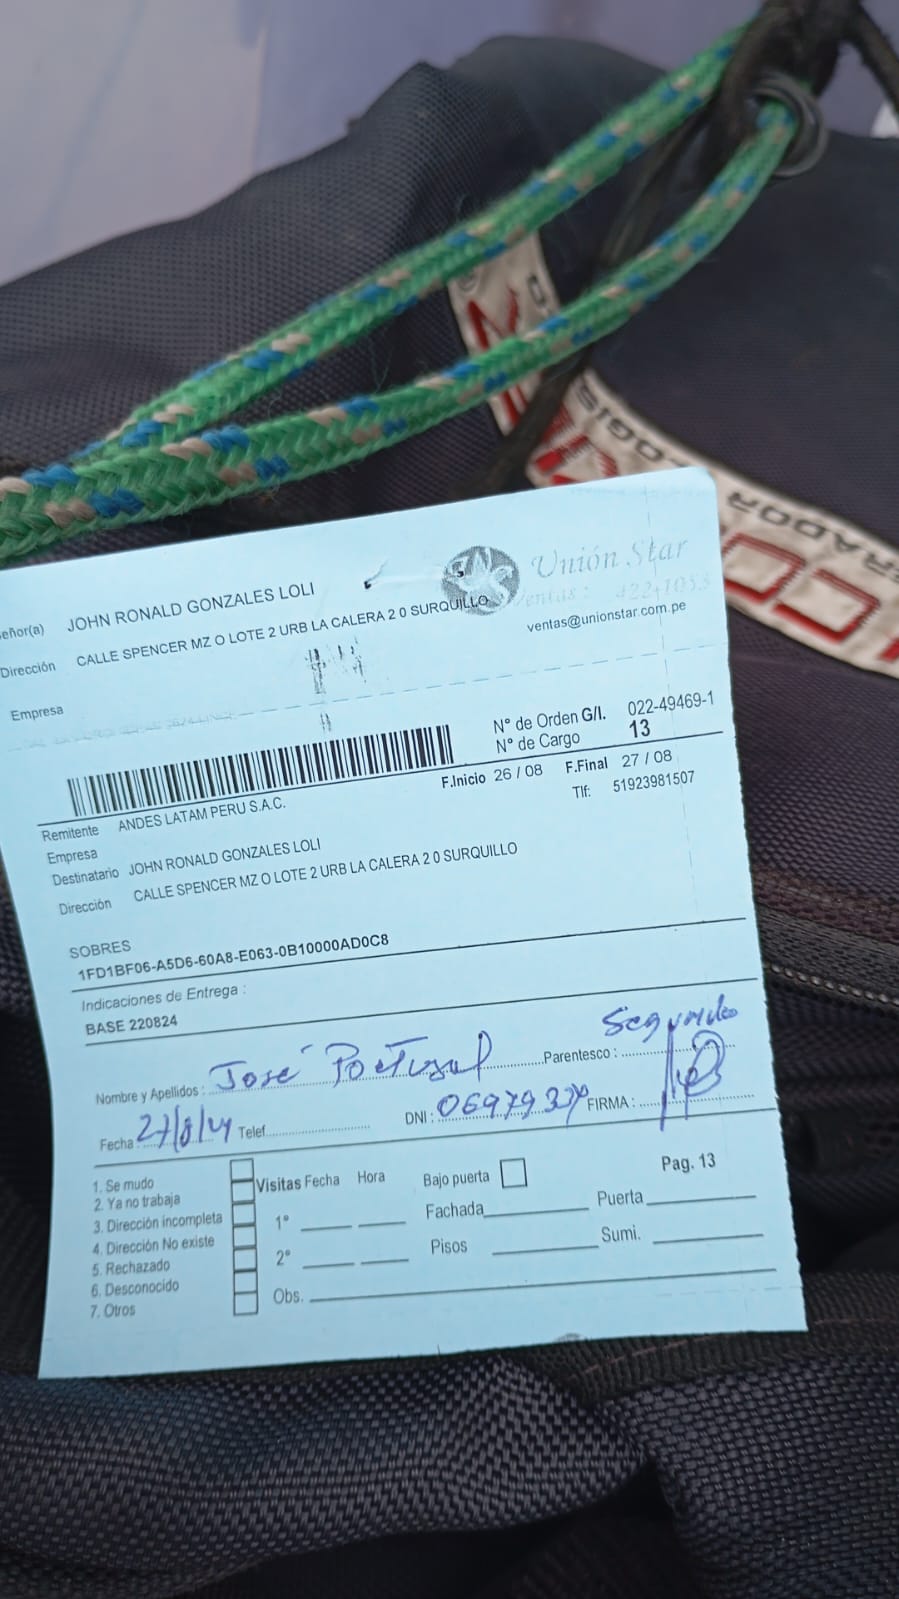 Unión Star
Ventas: 422-1053
ventas@unionstar.com.pe
eñor(a) JOHN RONALD GONZALES LOLI
Dirección CALLE SPENCER MZ O LOTE 2 URB LA CALERA 2 0 SURQUILLO
Empresa
N° de Orden G/I. 022-49469-1
N° de Cargo 13
F.Inicio 26 / 08 F.Final 27 / 08
Tlf: 51923981507
Remitente ANDES LATAM PERU S.A.C.
Empresa
Destinatario JOHN RONALD GONZALES LOLI
Dirección CALLE SPENCER MZ O LOTE 2 URB LA CALERA 2 0 SURQUILLO
SOBRES
1FD1BF06-A5D6-60A8-E063-0B10000AD0C8
Indicaciones de Entrega :
BASE 220824
Nombre y Apellidos : José Portugal Parentesco : Segundo
Fecha : 27/8/24 Telef. DNI : FIRMA :
1. Se mudo
2. Ya no trabaja
3. Dirección incompleta
4. Dirección No existe
5. Rechazado
6. Desconocido
7. Otros
Visitas Fecha Hora
1°
2°
Obs.
Bajo puerta
Fachada
Pisos
Pag. 13
Puerta
Sumi.